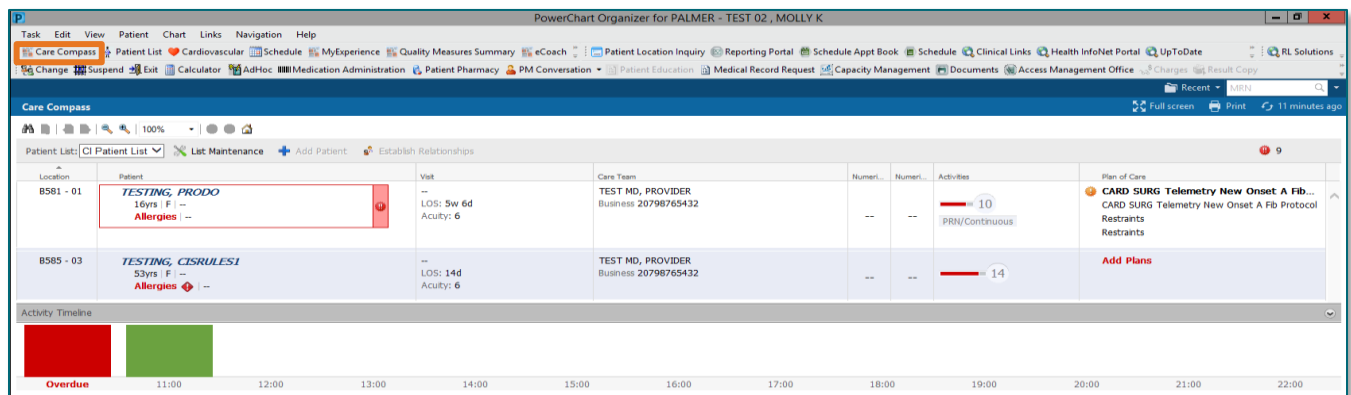 P PowerChart Organizer for PALMER - TEST 02 , MOLLY K
Task Edit View Patient Chart Links Navigation Help
Care Compass Patient List Cardiovascular Schedule MyExperience Quality Measures Summary eCoach Patient Location Inquiry Reporting Portal Schedule Appt Book Schedule Clinical Links Health InfoNet Portal UpToDate RL Solutions
Change Suspend Exit Calculator AdHoc Medication Administration Patient Pharmacy PM Conversation Patient Education Medical Record Request Capacity Management Documents Access Management Office Charges Result Copy
Recent MRN
Care Compass Full screen Print 11 minutes ago
100%
Patient List: CI Patient List List Maintenance Add Patient Establish Relationships 9
Location Patient Visit Care Team Numeri... Numeri... Activities Plan of Care
B581 - 01 TESTING, PRODO -- TEST MD, PROVIDER CARD SURG Telemetry New Onset A Fib...
16yrs | F | -- LOS: 5w 6d Business 20798765432 10 CARD SURG Telemetry New Onset A Fib Protocol
Allergies | -- Acuity: 6 -- -- PRN/Continuous Restraints
Restraints
B585 - 03 TESTING, CISRULES1 -- TEST MD, PROVIDER Add Plans
53yrs | F | -- LOS: 14d Business 20798765432 -- -- 14
Allergies | -- Acuity: 6
Activity Timeline
Overdue 11:00 12:00 13:00 14:00 15:00 16:00 17:00 18:00 19:00 20:00 21:00 22:00